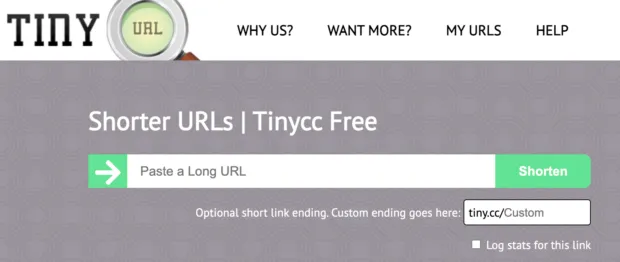 TINY URL WHY US? WANT MORE? MY URLS HELP
Shorter URLs | Tinycc Free
Paste a Long URL Shorten
Optional short link ending. Custom ending goes here: tiny.cc/Custom
Log stats for this link